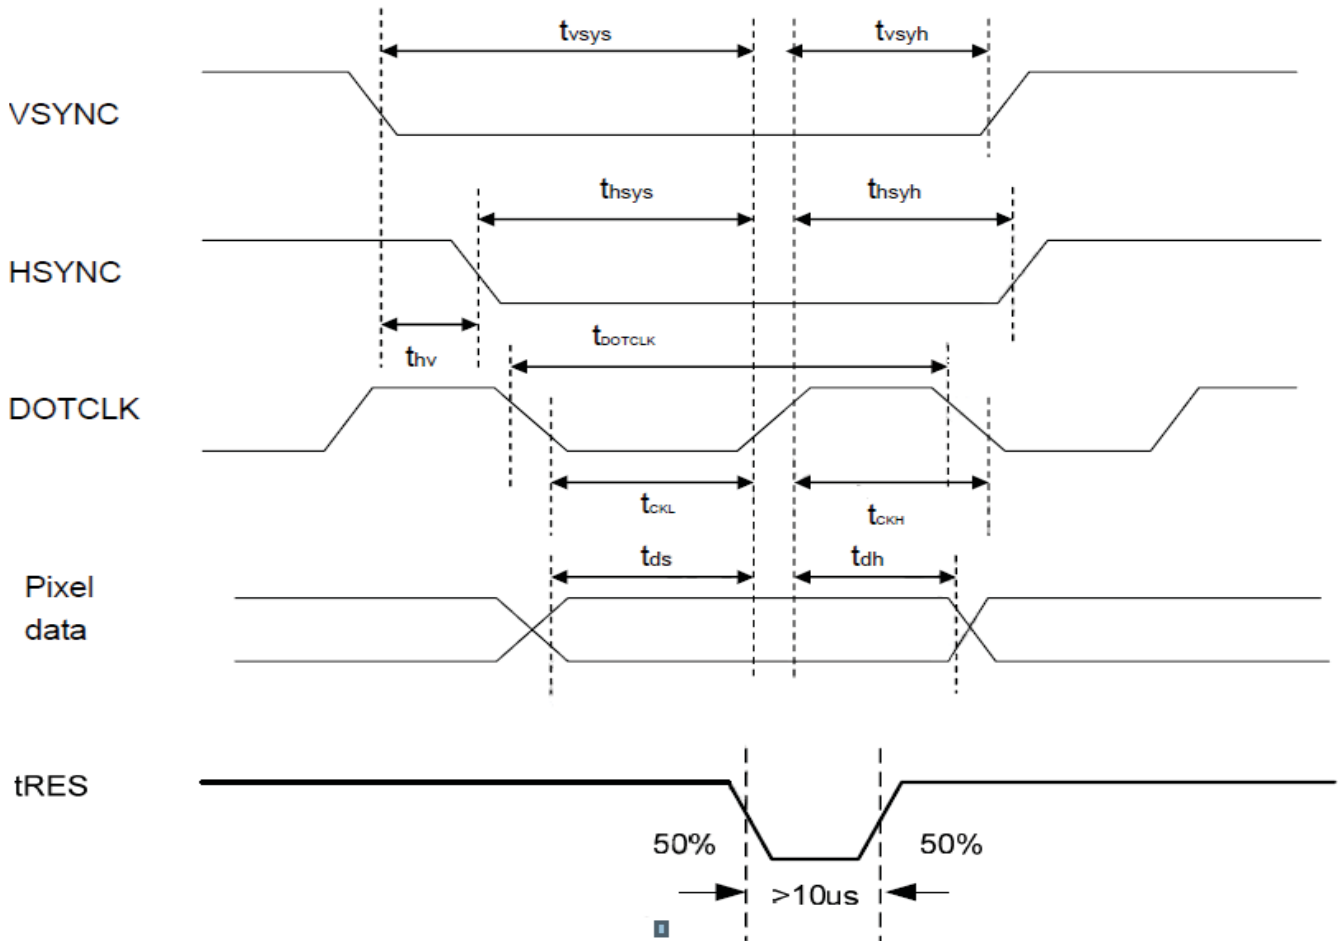 tvsys tvsyh
VSYNC
thsys thsyh
HSYNC
tDOTCLK
thv
DOTCLK
tCKL tCKH
tds tdh
Pixel
data
tRES
50% 50%
>10us